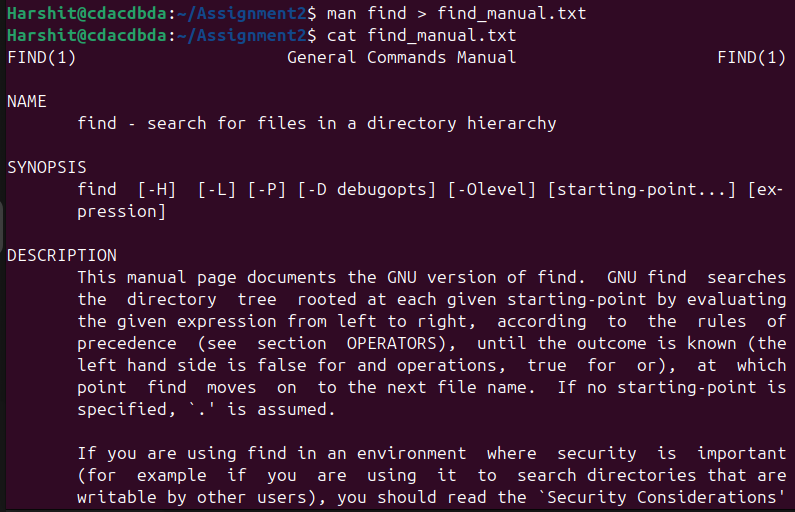 Harshit@cdacdbda:~/Assignment2$ man find > find_manual.txt
Harshit@cdacdbda:~/Assignment2$ cat find_manual.txt
FIND(1)                     General Commands Manual                    FIND(1)
NAME
       find - search for files in a directory hierarchy
SYNOPSIS
       find  [-H]  [-L] [-P] [-D debugopts] [-Olevel] [starting-point...] [ex-
       pression]
DESCRIPTION
       This manual page documents the GNU version of find.  GNU find  searches
       the  directory  tree  rooted at each given starting-point by evaluating
       the given expression from left to right,  according  to  the  rules  of
       precedence  (see  section  OPERATORS),  until the outcome is known (the
       left hand side is false for and operations,  true  for  or),  at  which
       point  find  moves  on  to the next file name.  If no starting-point is
       specified, `.' is assumed.
       If you are using find in an environment  where  security  is  important
       (for  example  if  you  are  using  it  to  search directories that are
       writable by other users), you should read the `Security Considerations'